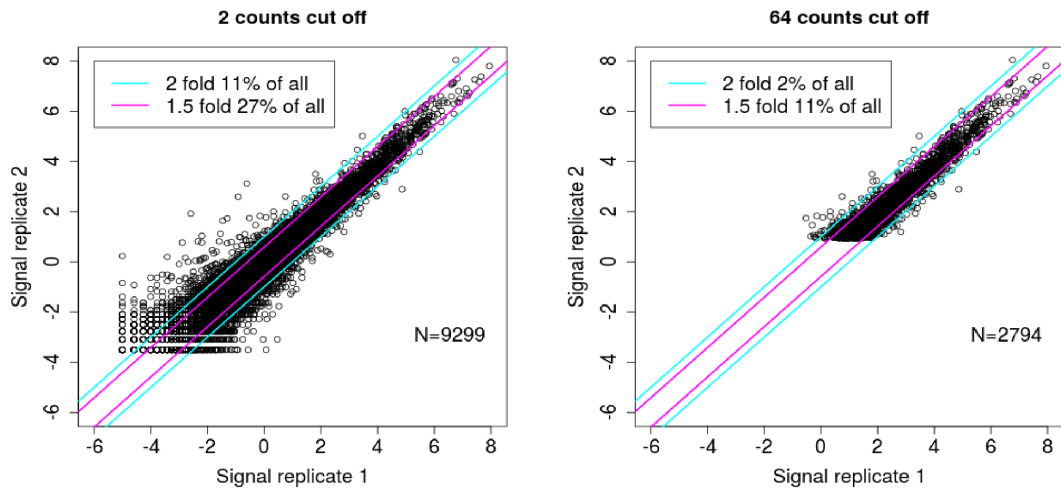 2 counts cut off
2 fold 11% of all
1.5 fold 27% of all
N=9299
Signal replicate 2
8
6
4
2
0
-2
-4
-6
-6 -4 -2 0 2 4 6 8
Signal replicate 1
64 counts cut off
2 fold 2% of all
1.5 fold 11% of all
N=2794
Signal replicate 2
8
6
4
2
0
-2
-4
-6
-6 -4 -2 0 2 4 6 8
Signal replicate 1